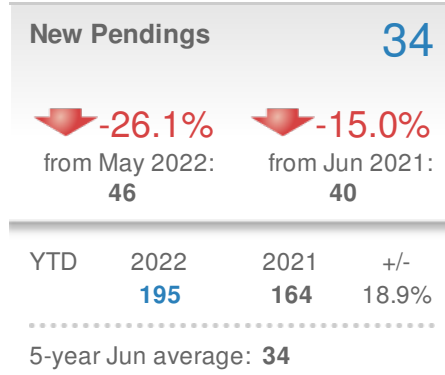 New Pendings 34
-26.1% -15.0%
from May 2022: from Jun 2021:
46 40
YTD 2022 2021 +/-
195 164 18.9%
5-year Jun average: 34